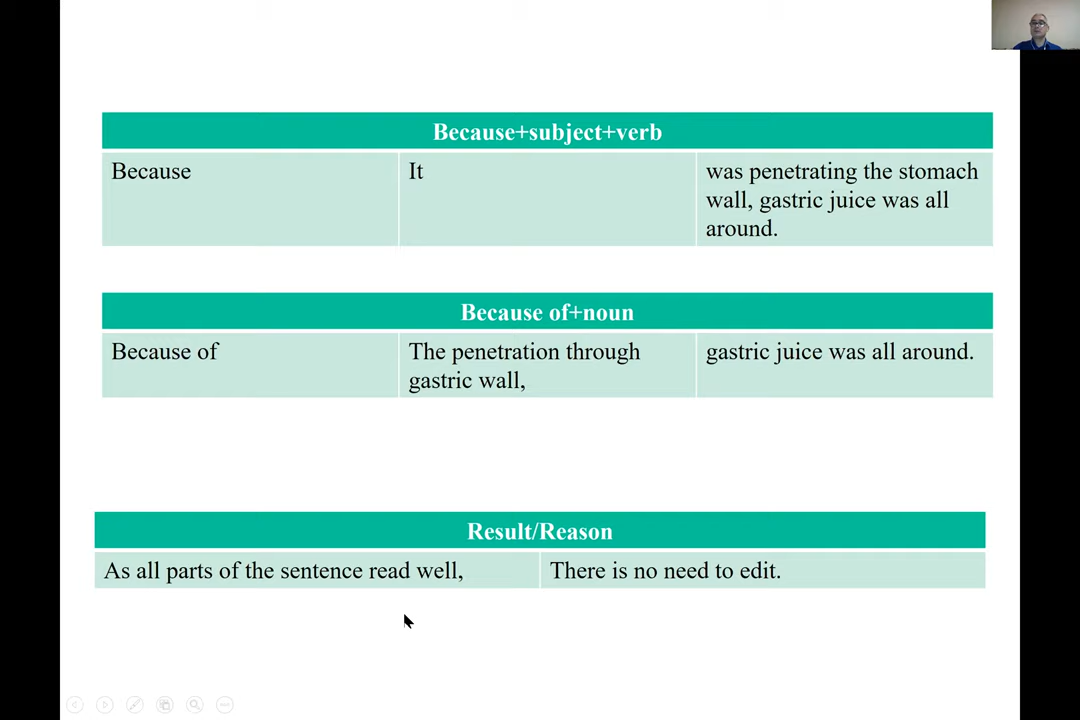 Because+subject+verb
Because
It
was penetrating the stomach
wall, gastric juice was all
around.
Because of+noun
Because of
The penetration through
gastric wall,
gastric juice was all around.
Result/Reason
As all parts of the sentence read well,
There is no need to edit.